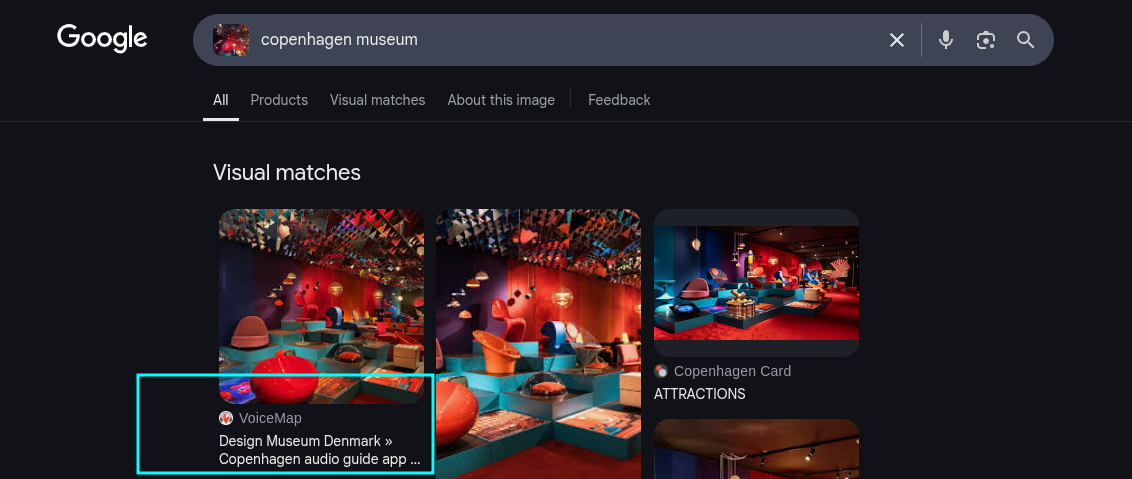 Google
copenhagen museum
All Products Visual matches About this image Feedback
Visual matches
VoiceMap
Design Museum Denmark »
Copenhagen audio guide app ...
Copenhagen Card
ATTRACTIONS